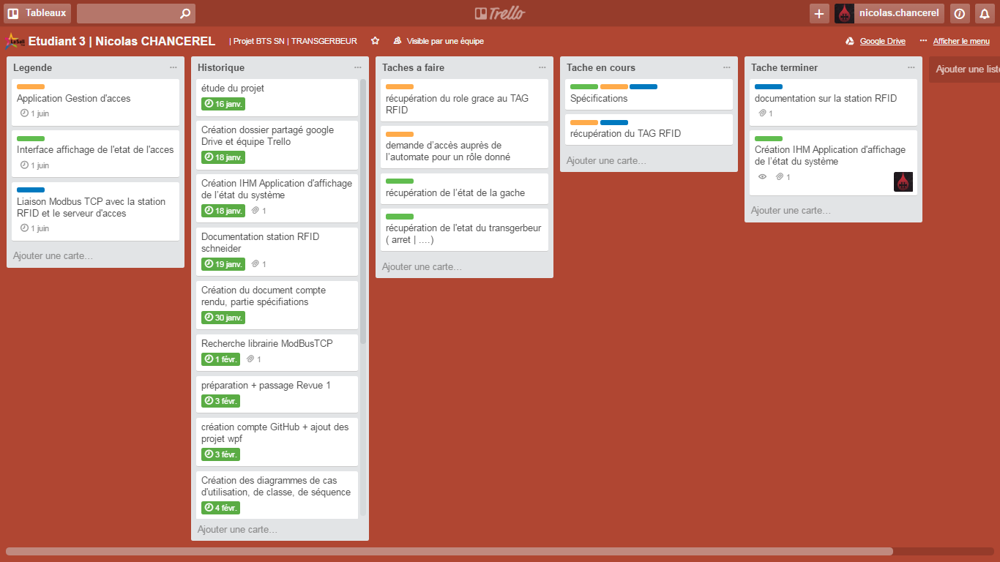 Tableaux
Trello
nicolas.chancerel
Etudiant 3 | Nicolas CHANCEREL
| Projet BTS SN | TRANSGERBEUR
Visible par une équipe
Google Drive
Afficher le menu
Legende
Application Gestion d'acces
1 juin
Interface affichage de l'etat de l'acces
1 juin
Liaison Modbus TCP avec la station
RFID et le serveur d'acces
1 juin
Ajouter une carte…
Historique
étude du projet
16 janv.
Création dossier partagé google
Drive et équipe Trello
18 janv.
Création IHM Application d'affichage
de l’état du système
18 janv.
1
Documentation station RFID
schneider
19 janv.
1
Création du document compte
rendu, partie spécifiations
30 janv.
Recherche librairie ModBusTCP
1 févr.
1
préparation + passage Revue 1
3 févr.
création compte GitHub + ajout des
projet wpf
3 févr.
Création des diagrammes de cas
d'utilisation, de classe, de séquence
4 févr.
Ajouter une carte…
Taches a faire
récupération du role grace au TAG
RFID
demande d’accès auprès de
l’automate pour un rôle donné
récupération de l’état de la gache
récupération de l'etat du transgerbeur
( arret | ....)
Ajouter une carte…
Tache en cours
Spécifications
récupération du TAG RFID
Ajouter une carte…
Tache terminer
documentation sur la station RFID
1
Création IHM Application d'affichage
de l’état du système
1
Ajouter une carte…
Ajouter une liste